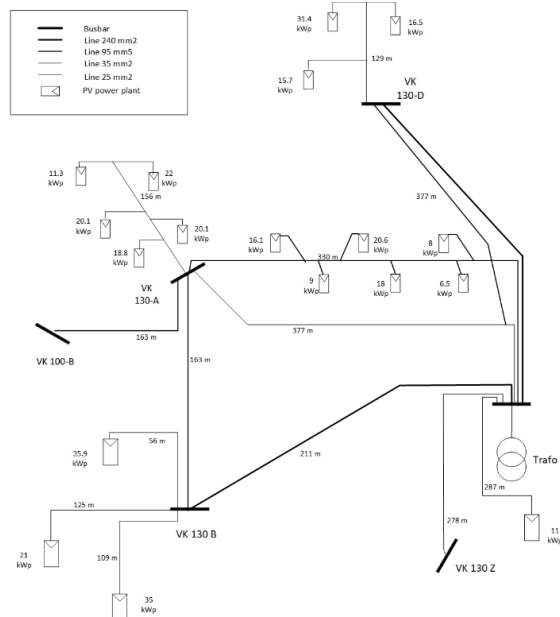 Busbar
Line 240 mm2
Line 95 mm5
Line 35 mm2
Line 25 mm2
PV power plant
31.4
kWp
16.5
kWp
15.7
kWp
129 m
VK
130-D
11.3
kWp
22
kWp
156 m
20.1
kWp
20.1
kWp
18.8
kWp
377 m
16.1
kWp
20.6
kWp
8
kWp
330 m
9
kWp
18
kWp
6.5
kWp
VK
130-A
377 m
163 m
VK 100-B
163 m
35.9
kWp
56 m
211 m
Trafo
287 m
125 m
21
kWp
VK 130 B
109 m
278 m
11
kWp
VK 130 Z
35
kWp